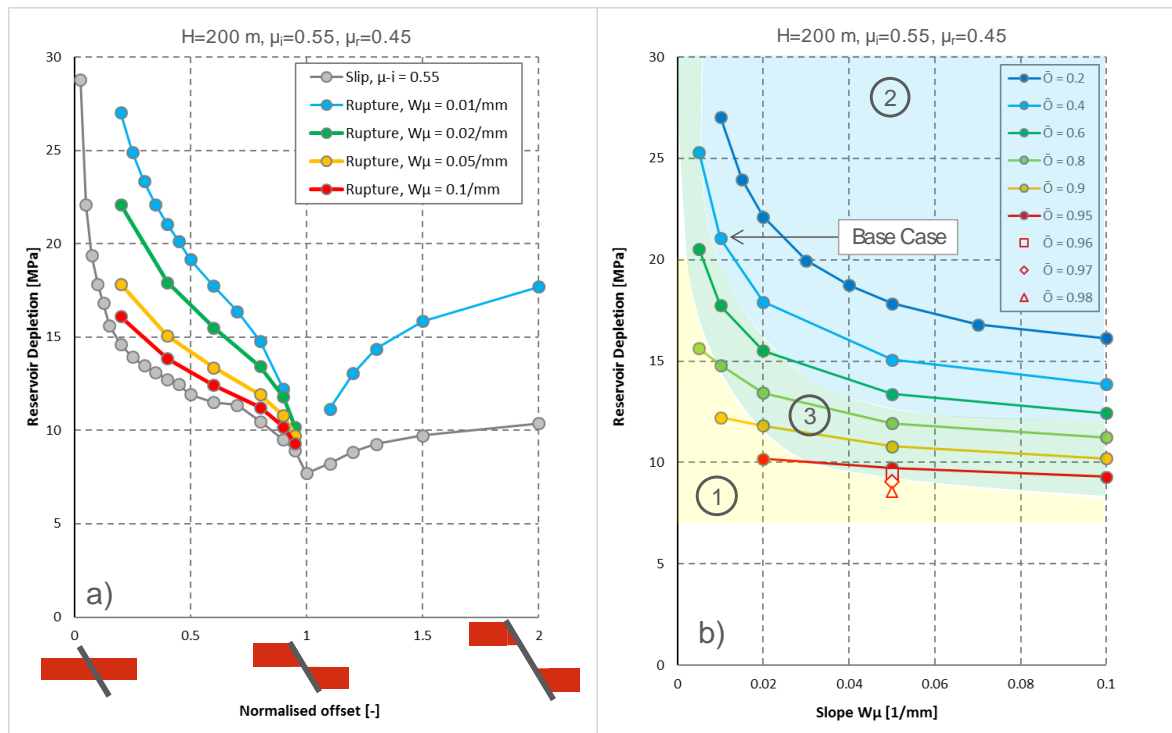 H=200 m, µi=0.55, µr=0.45
30
25
20
15
10
5
0
Reservoir Depletion [MPa]
Slip, µ-i = 0.55
Rupture, Wµ = 0.01/mm
Rupture, Wµ = 0.02/mm
Rupture, Wµ = 0.05/mm
Rupture, Wµ = 0.1/mm
a)
0 0.5 1 1.5 2
Normalised offset [-]
H=200 m, µi=0.55, µr=0.45
30
25
20
15
10
5
0
Reservoir Depletion [MPa]
1
2
3
Base Case
Ō = 0.2
Ō = 0.4
Ō = 0.6
Ō = 0.8
Ō = 0.9
Ō = 0.95
Ō = 0.96
Ō = 0.97
Ō = 0.98
b)
0 0.02 0.04 0.06 0.08 0.1
Slope Wµ [1/mm]